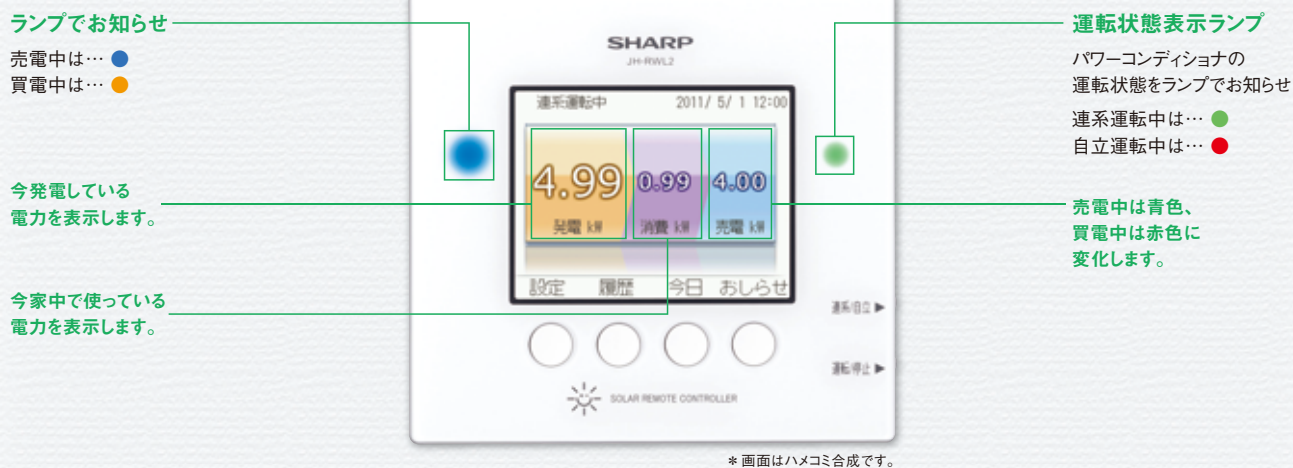 ランプでお知らせ
売電中は…
買電中は…
今発電している
電力を表示します。
今家中で使っている
電力を表示します。
SHARP
JH-RWL2
連系運転中 2011/ 5/ 1 12:00
4.99 0.99 4.00
発電 kW 消費 kW 売電 kW
設定 履歴 今日 おしらせ
連系/自立 ▶
運転/停止 ▶
SOLAR REMOTE CONTROLLER
運転状態表示ランプ
パワーコンディショナの
運転状態をランプでお知らせ
連系運転中は…
自立運転中は…
売電中は青色、
買電中は赤色に
変化します。
＊画面はハメコミ合成です。